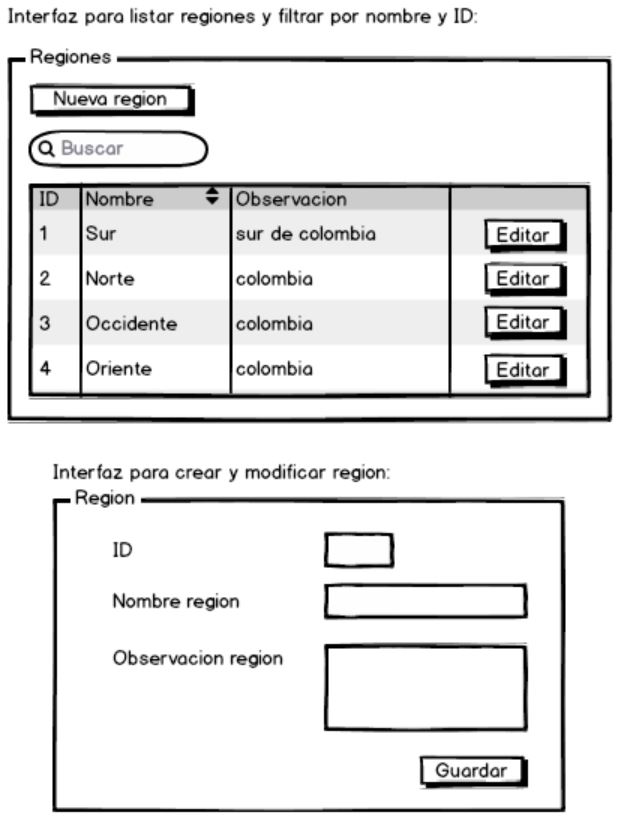 Interfaz para listar regiones y filtrar por nombre y ID:
Regiones
Nueva region
Buscar
ID Nombre Observacion
1 Sur sur de colombia Editar
2 Norte colombia Editar
3 Occidente colombia Editar
4 Oriente colombia Editar
Interfaz para crear y modificar region:
Region
ID
Nombre region
Observacion region
Guardar